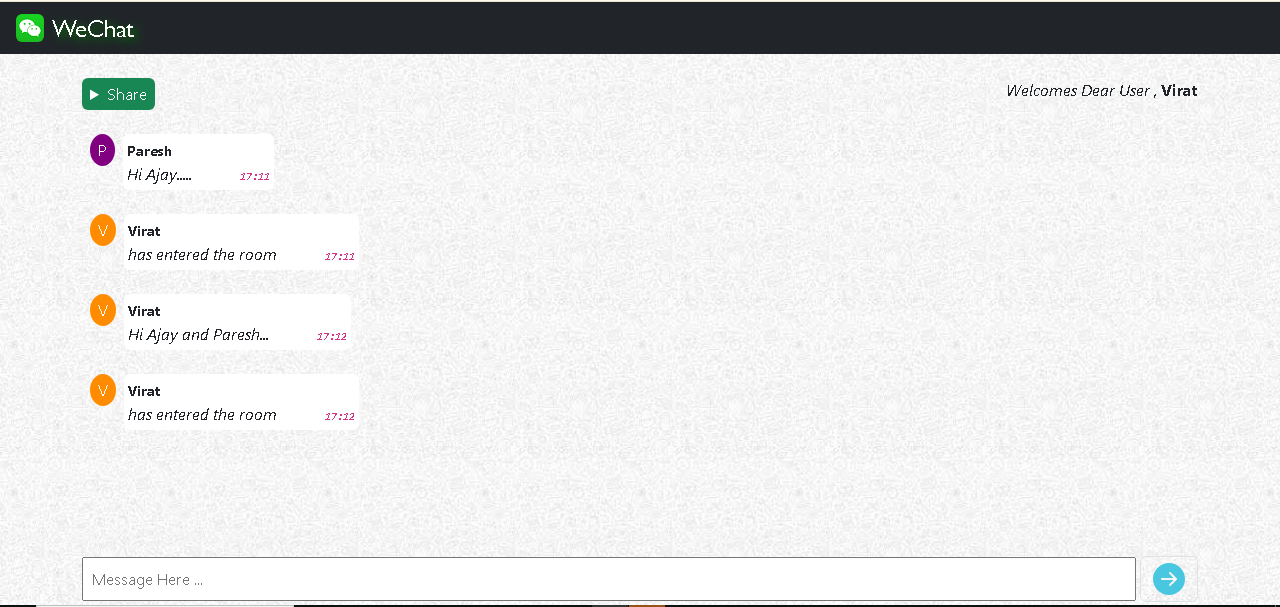 WeChat
Share
Welcomes Dear User , Virat
P
Paresh
Hi Ajay.....
17:11
V
Virat
has entered the room
17:11
V
Virat
Hi Ajay and Paresh...
17:12
V
Virat
has entered the room
17:12
Message Here ...